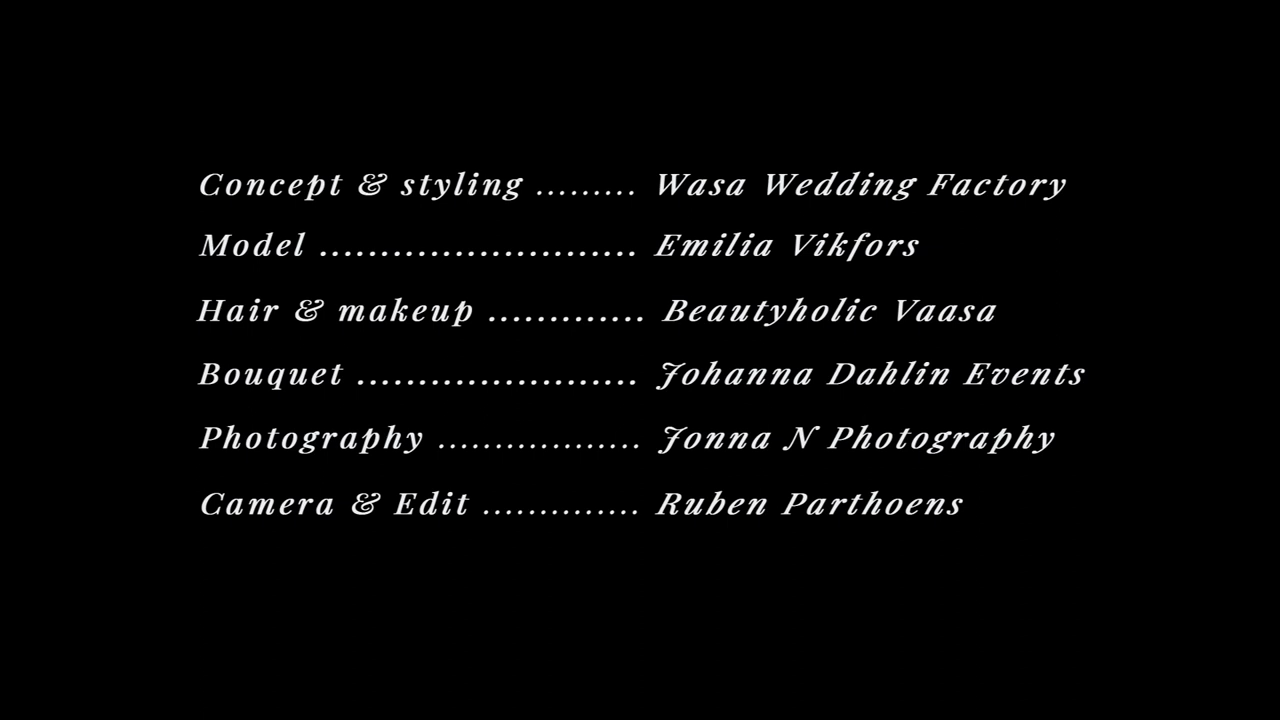 Concept & styling ......... Wasa Wedding Factory
Model .......................... Emilia Vikfors
Hair & makeup ............. Beautyholic Vaasa
Bouquet ....................... Johanna Dahlin Events
Photography .................. Jonna N Photography
Camera & Edit .............. Ruben Parthoens